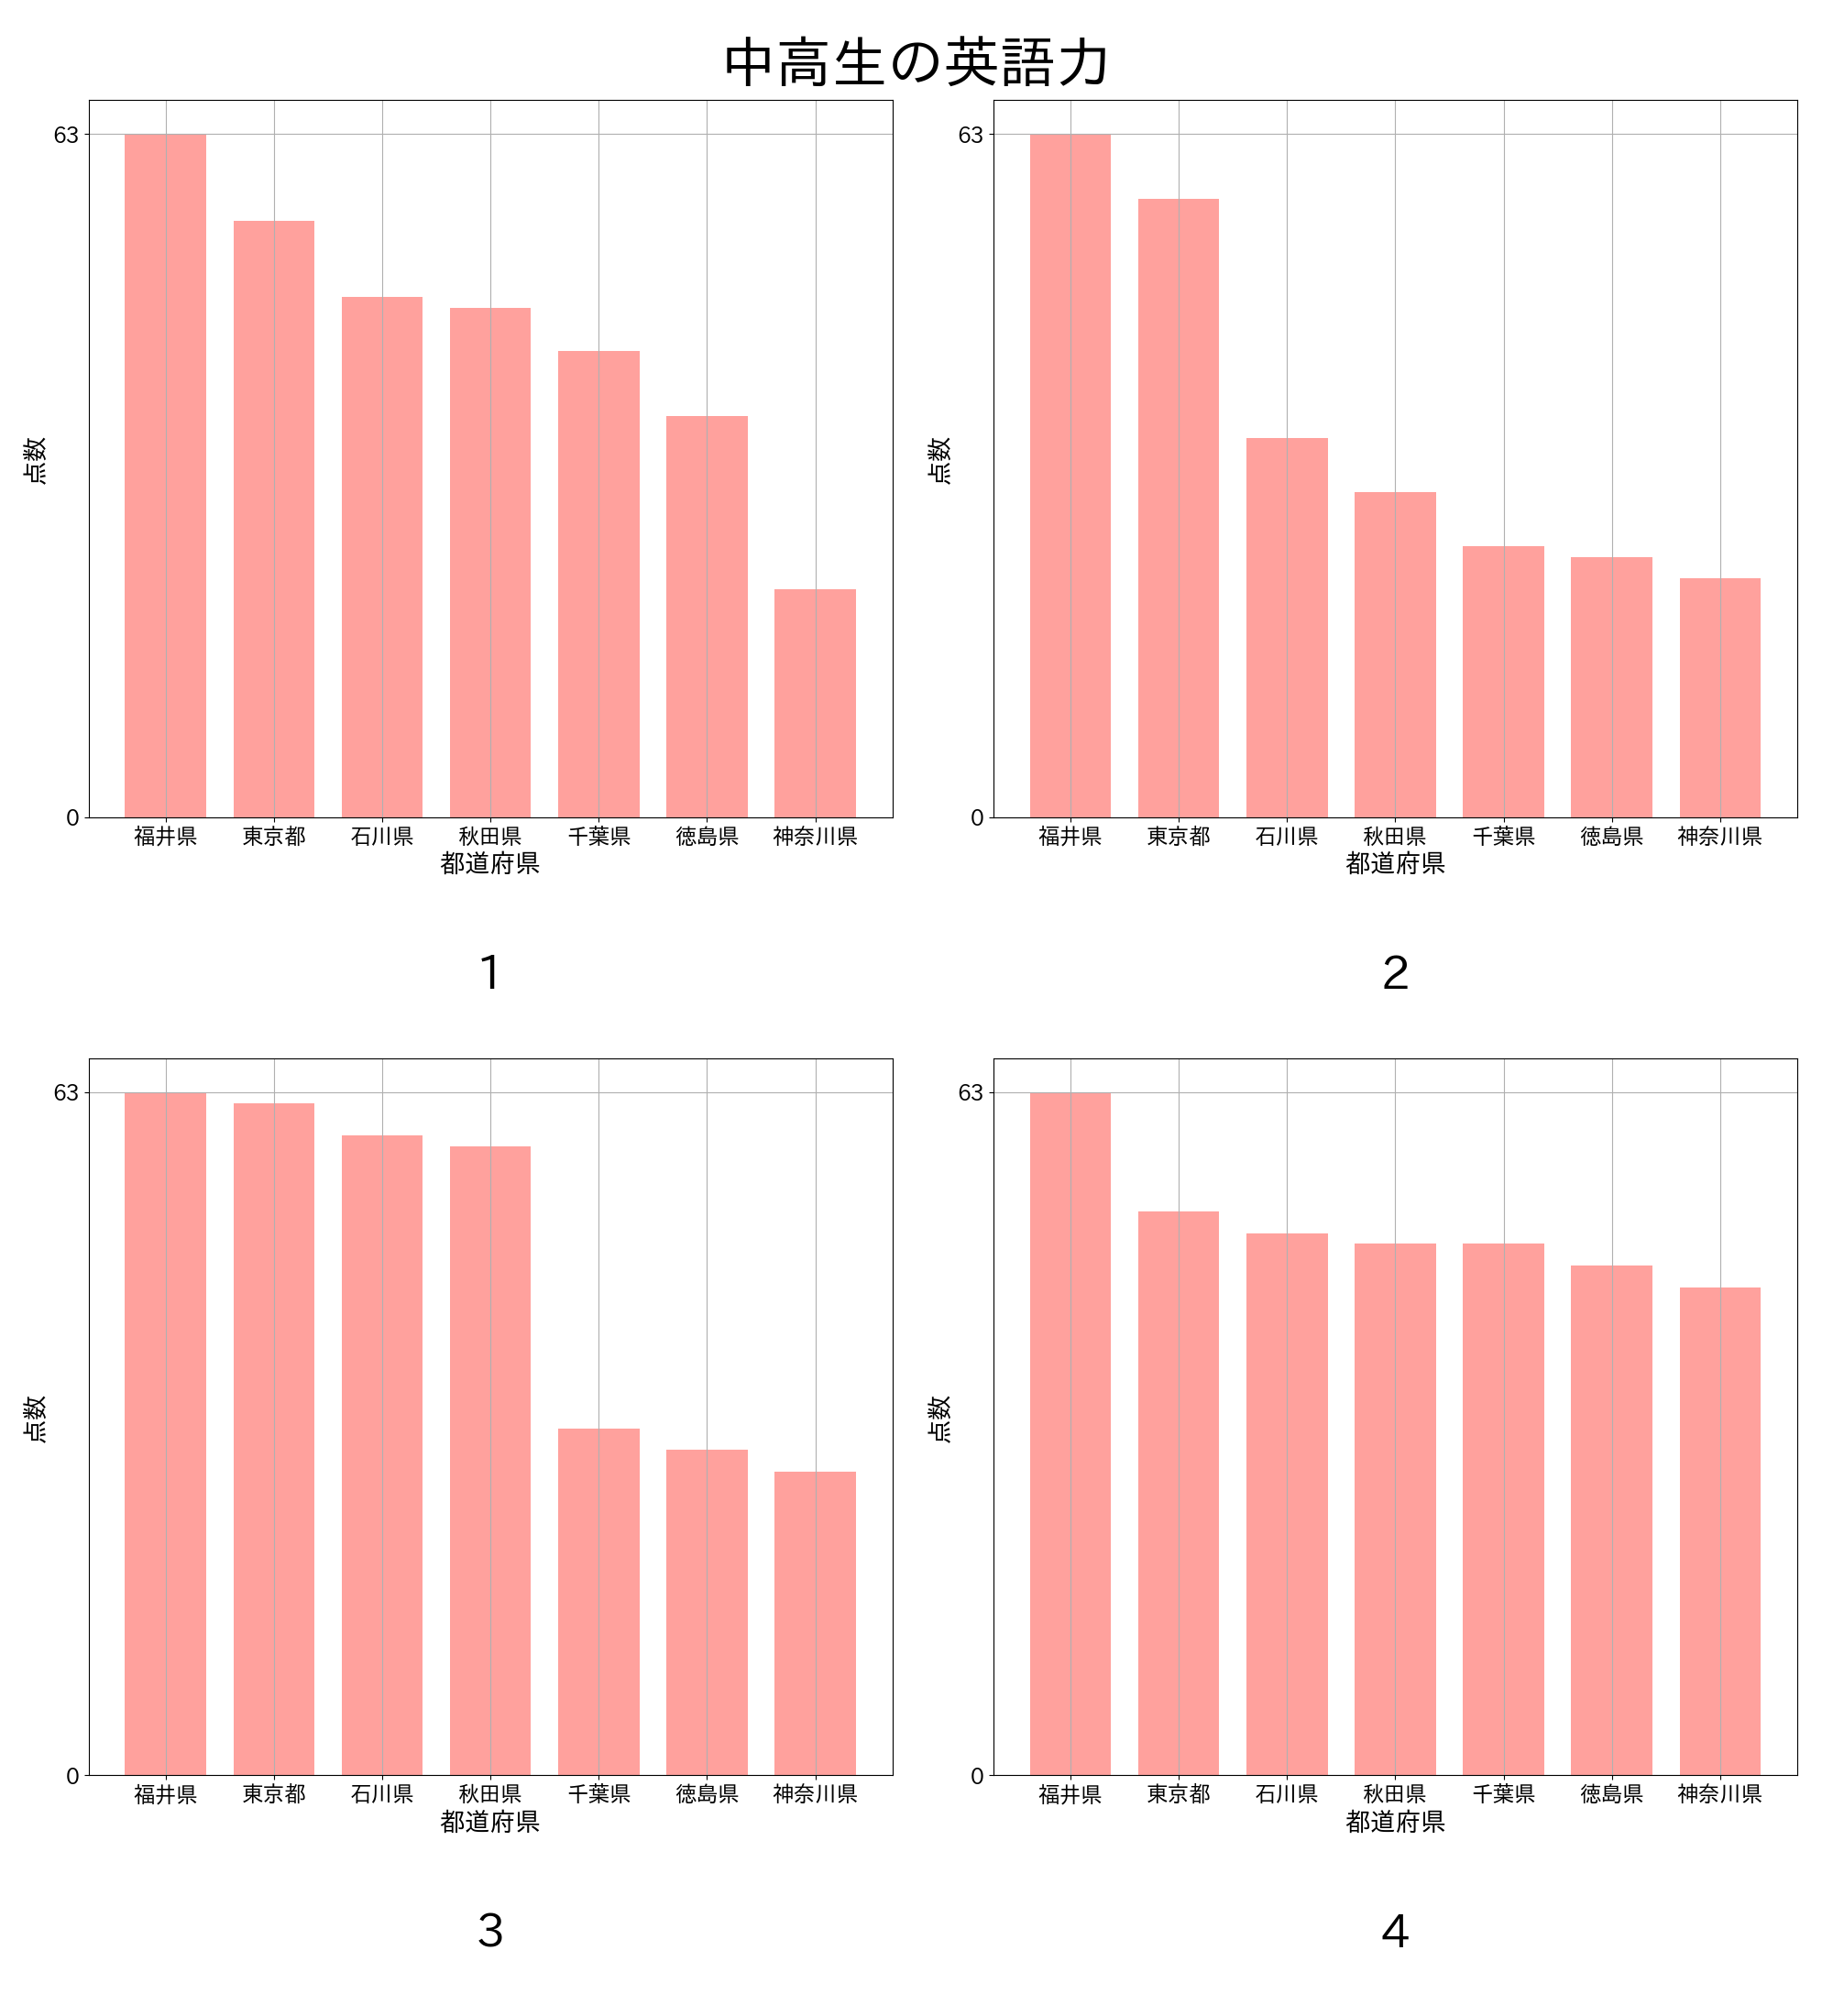 中高生の英語力
63
0
点数
福井県 東京都 石川県 秋田県 千葉県 徳島県 神奈川県
都道府県
1
63
0
点数
福井県 東京都 石川県 秋田県 千葉県 徳島県 神奈川県
都道府県
2
63
0
点数
福井県 東京都 石川県 秋田県 千葉県 徳島県 神奈川県
都道府県
3
63
0
点数
福井県 東京都 石川県 秋田県 千葉県 徳島県 神奈川県
都道府県
4